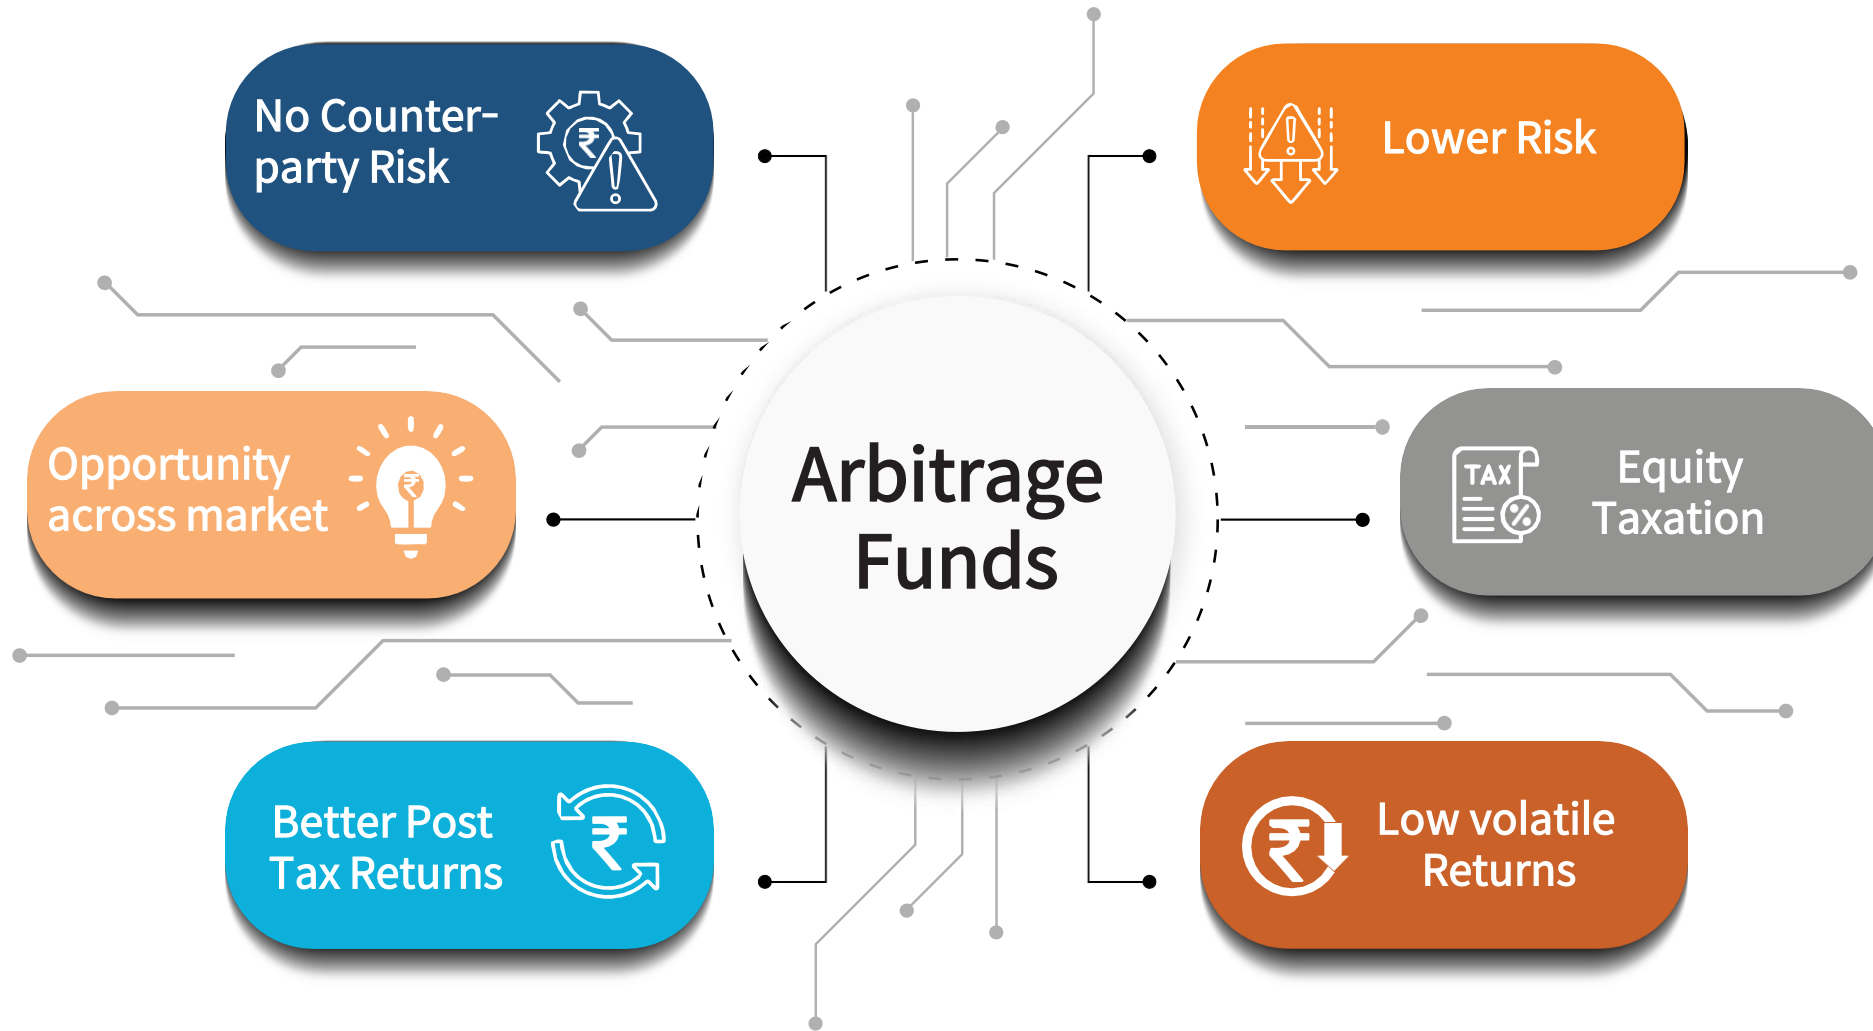 No Counter-
party Risk
₹
Lower Risk
Opportunity
across market
₹
Arbitrage
Funds
TAX
%
Equity
Taxation
Better Post
Tax Returns
₹
₹
Low volatile
Returns